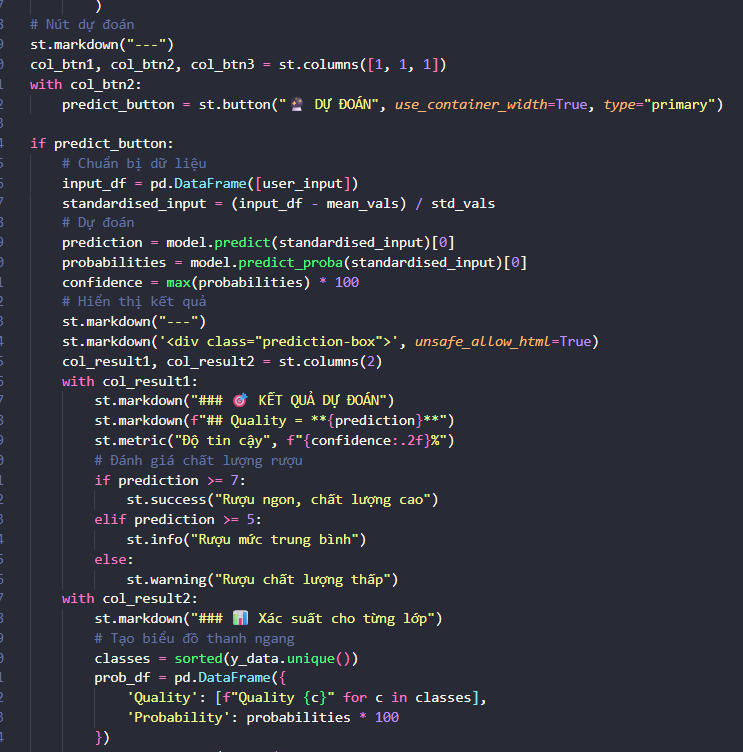 )
# Nút dự đoán
st.markdown("---")
col_btn1, col_btn2, col_btn3 = st.columns([1, 1, 1])
with col_btn2:
    predict_button = st.button("🔮 DỰ ĐOÁN", use_container_width=True, type="primary")
if predict_button:
    # Chuẩn bị dữ liệu
    input_df = pd.DataFrame([user_input])
    standardised_input = (input_df - mean_vals) / std_vals
    # Dự đoán
    prediction = model.predict(standardised_input)[0]
    probabilities = model.predict_proba(standardised_input)[0]
    confidence = max(probabilities) * 100
    # Hiển thị kết quả
    st.markdown("---")
    st.markdown('<div class="prediction-box">', unsafe_allow_html=True)
    col_result1, col_result2 = st.columns(2)
    with col_result1:
        st.markdown("### 🎯 KẾT QUẢ DỰ ĐOÁN")
        st.markdown(f"## Quality = **{prediction}**")
        st.metric("Độ tin cậy", f"{confidence:.2f}%")
        # Đánh giá chất lượng rượu
        if prediction >= 7:
            st.success("Rượu ngon, chất lượng cao")
        elif prediction >= 5:
            st.info("Rượu mức trung bình")
        else:
            st.warning("Rượu chất lượng thấp")
    with col_result2:
        st.markdown("### 📊 Xác suất cho từng lớp")
        # Tạo biểu đồ thanh ngang
        classes = sorted(y_data.unique())
        prob_df = pd.DataFrame({
            'Quality': [f"Quality {c}" for c in classes],
            'Probability': probabilities * 100
        })